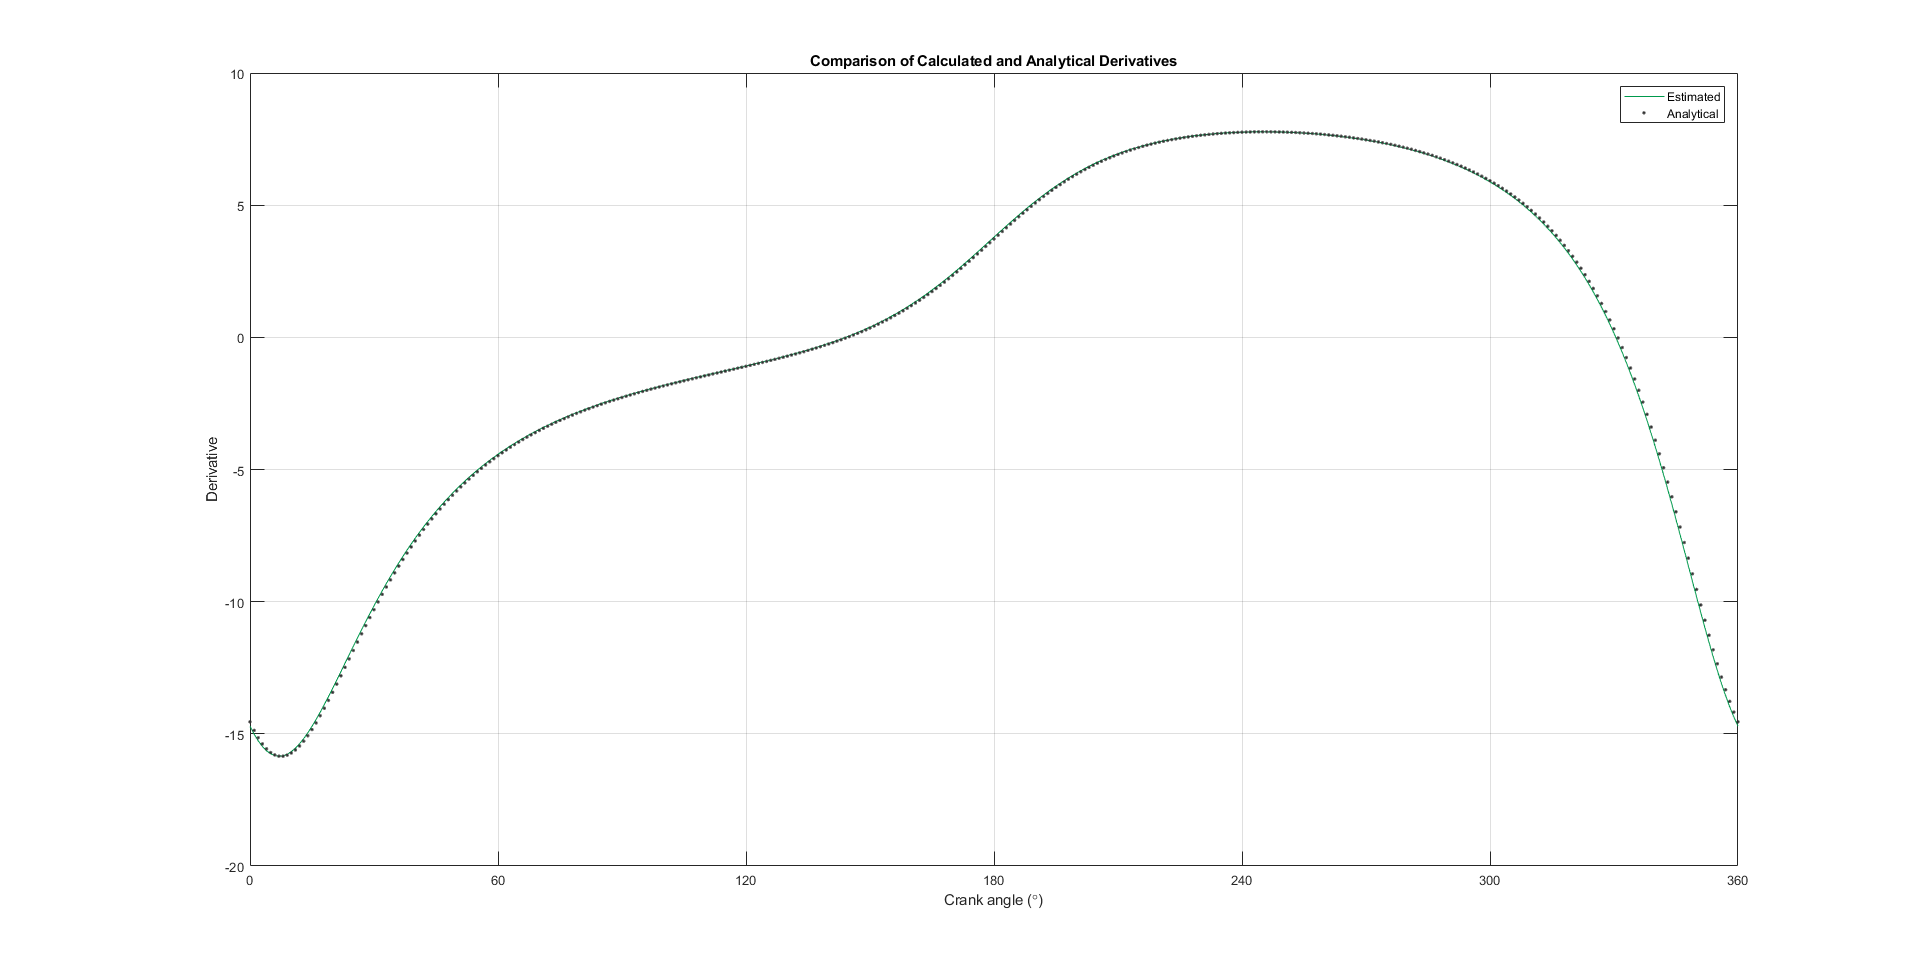 Comparison of Calculated and Analytical Derivatives
10
5
0
-5
-10
-15
-20
Derivative
Estimated
Analytical
0 60 120 180 240 300 360
Crank angle (°)